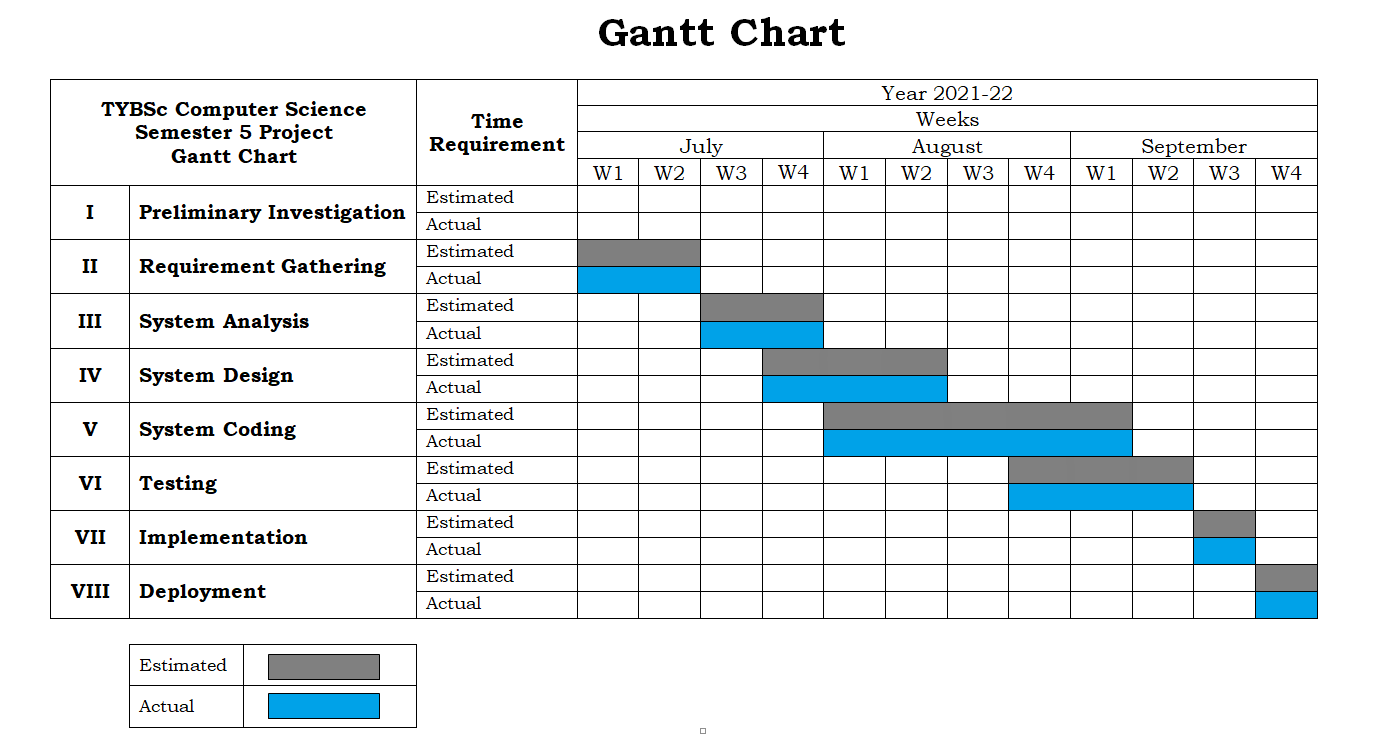 Gantt Chart
TYBSc Computer Science
Semester 5 Project
Gantt Chart
Time
Requirement
Year 2021-22
Weeks
July August September
W1 W2 W3 W4 W1 W2 W3 W4 W1 W2 W3 W4
I Preliminary Investigation
Estimated
Actual
II Requirement Gathering
Estimated
Actual
III System Analysis
Estimated
Actual
IV System Design
Estimated
Actual
V System Coding
Estimated
Actual
VI Testing
Estimated
Actual
VII Implementation
Estimated
Actual
VIII Deployment
Estimated
Actual
Estimated
Actual